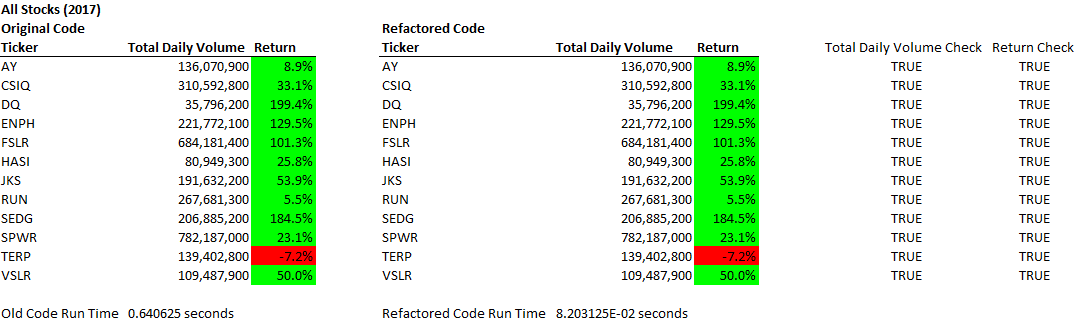 All Stocks (2017)
Original Code Refactored Code
Ticker Total Daily Volume Return Ticker Total Daily Volume Return Total Daily Volume Check Return Check
AY 136,070,900 8.9% AY 136,070,900 8.9% TRUE TRUE
CSIQ 310,592,800 33.1% CSIQ 310,592,800 33.1% TRUE TRUE
DQ 35,796,200 199.4% DQ 35,796,200 199.4% TRUE TRUE
ENPH 221,772,100 129.5% ENPH 221,772,100 129.5% TRUE TRUE
FSLR 684,181,400 101.3% FSLR 684,181,400 101.3% TRUE TRUE
HASI 80,949,300 25.8% HASI 80,949,300 25.8% TRUE TRUE
JKS 191,632,200 53.9% JKS 191,632,200 53.9% TRUE TRUE
RUN 267,681,300 5.5% RUN 267,681,300 5.5% TRUE TRUE
SEDG 206,885,200 184.5% SEDG 206,885,200 184.5% TRUE TRUE
SPWR 782,187,000 23.1% SPWR 782,187,000 23.1% TRUE TRUE
TERP 139,402,800 -7.2% TERP 139,402,800 -7.2% TRUE TRUE
VSLR 109,487,900 50.0% VSLR 109,487,900 50.0% TRUE TRUE
Old Code Run Time 0.640625 seconds Refactored Code Run Time 8.203125E-02 seconds